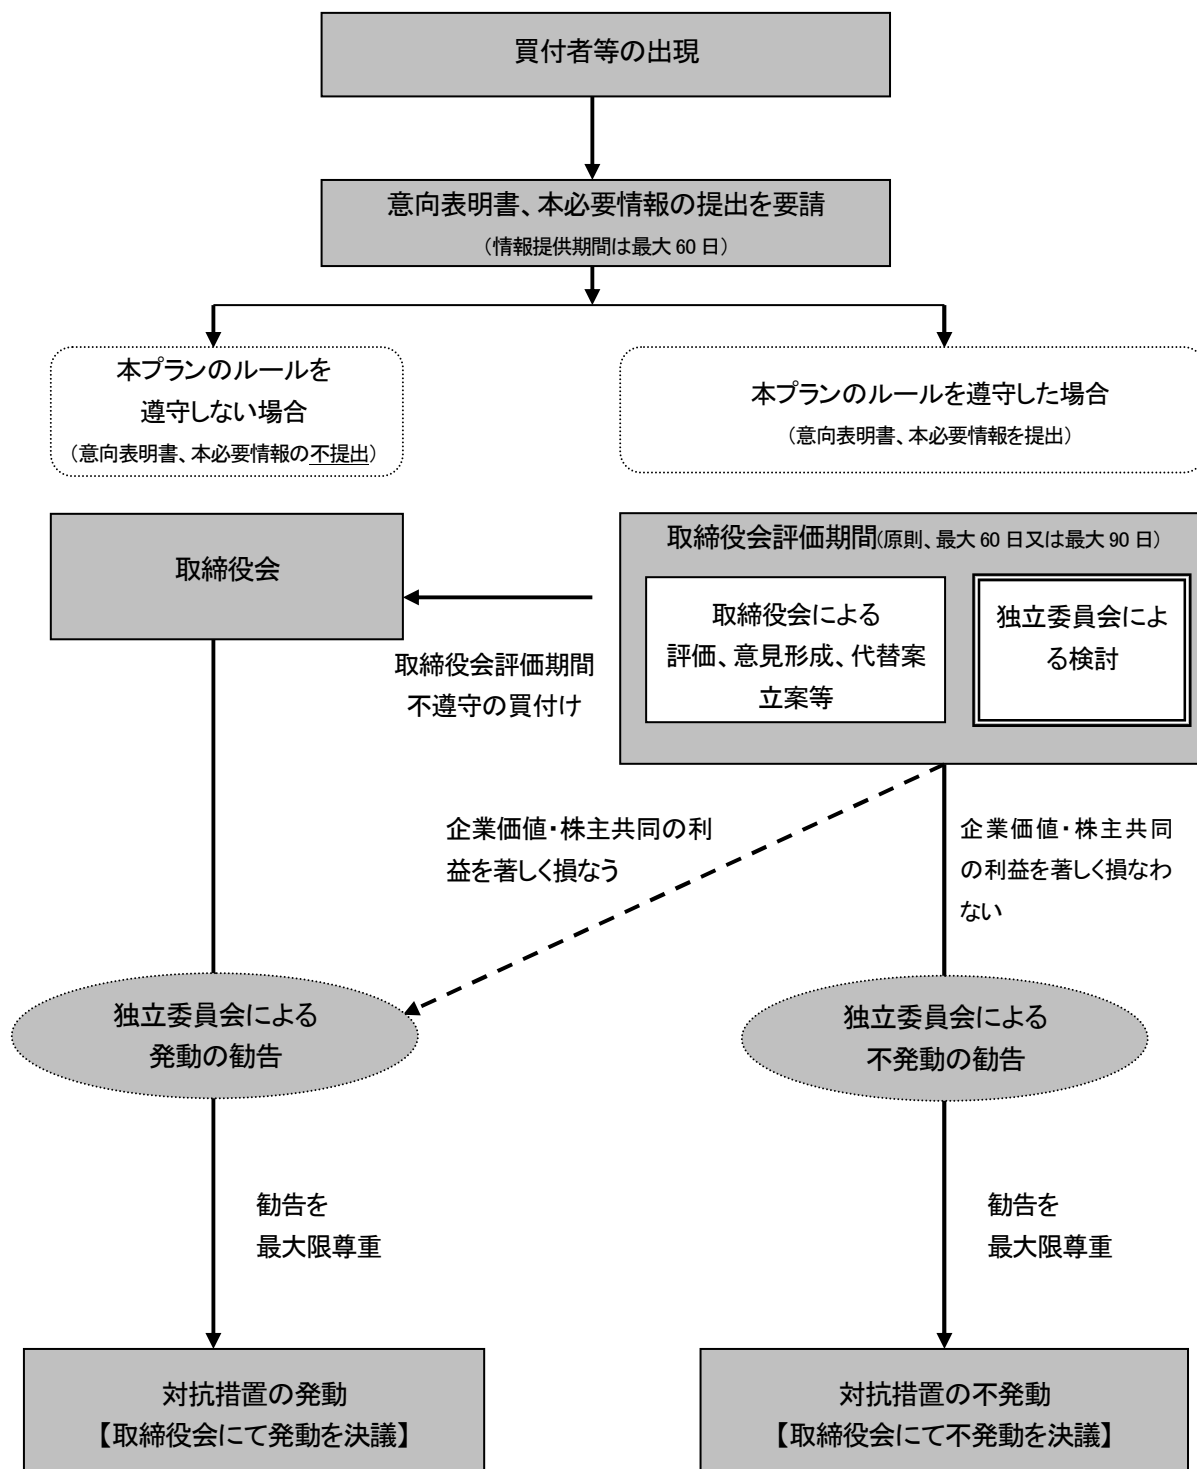 買付者等の出現
意向表明書、本必要情報の提出を要請
（情報提供期間は最大 60 日）
本プランのルールを
遵守しない場合
（意向表明書、本必要情報の不提出）
本プランのルールを遵守した場合
（意向表明書、本必要情報を提出）
取締役会
取締役会評価期間(原則、最大 60 日又は最大 90 日)
取締役会による
評価、意見形成、代替案
立案等
独立委員会によ
る検討
取締役会評価期間
不遵守の買付け
企業価値・株主共同の利
益を著しく損なう
企業価値・株主共同
の利益を著しく損なわ
ない
独立委員会による
発動の勧告
独立委員会による
不発動の勧告
勧告を
最大限尊重
勧告を
最大限尊重
対抗措置の発動
【取締役会にて発動を決議】
対抗措置の不発動
【取締役会にて不発動を決議】